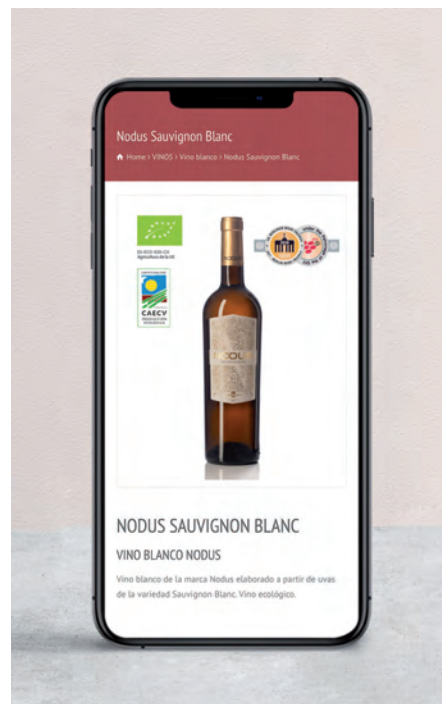 Nodus Sauvignon Blanc
Home › VINOS › Vino blanco › Nodus Sauvignon Blanc
Agricultura de la UE
CAECV
NODUS
NODUS SAUVIGNON BLANC
VINO BLANCO NODUS
Vino blanco de la marca Nodus elaborado a partir de uvas
de la variedad Sauvignon Blanc. Vino ecológico.